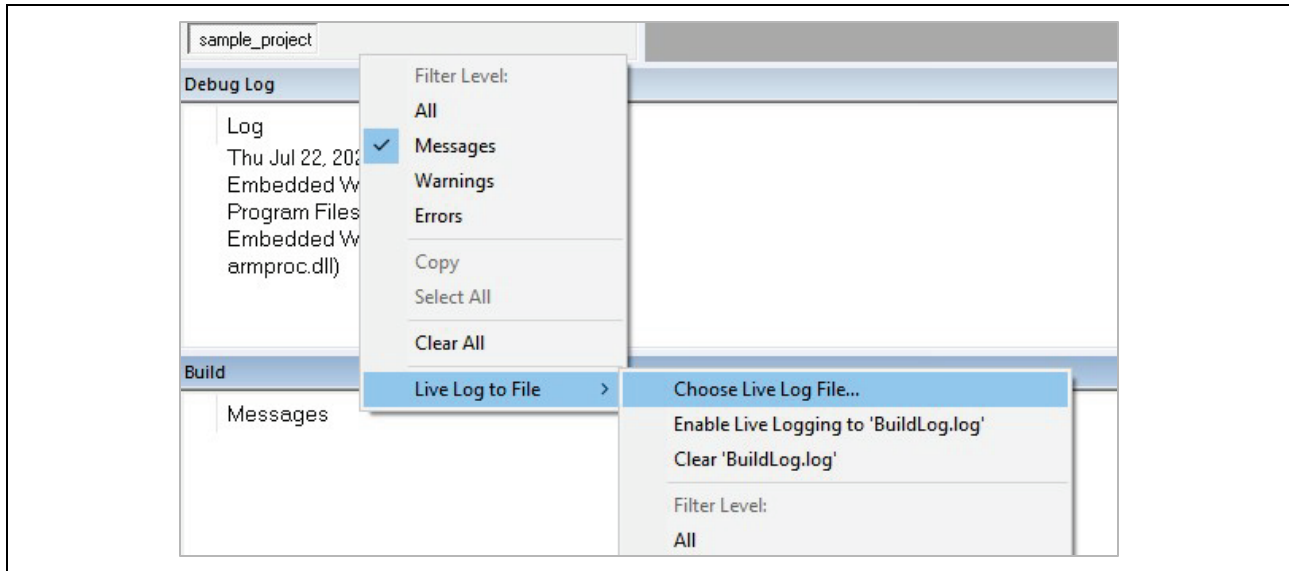 sample_project
Debug Log
Log
Thu Jul 22, 202
Embedded W
Program Files
Embedded W
armproc.dll)
Filter Level:
All
Messages
Warnings
Errors
Copy
Select All
Clear All
Live Log to File
Build
Messages
Choose Live Log File...
Enable Live Logging to 'BuildLog.log'
Clear 'BuildLog.log'
Filter Level:
All